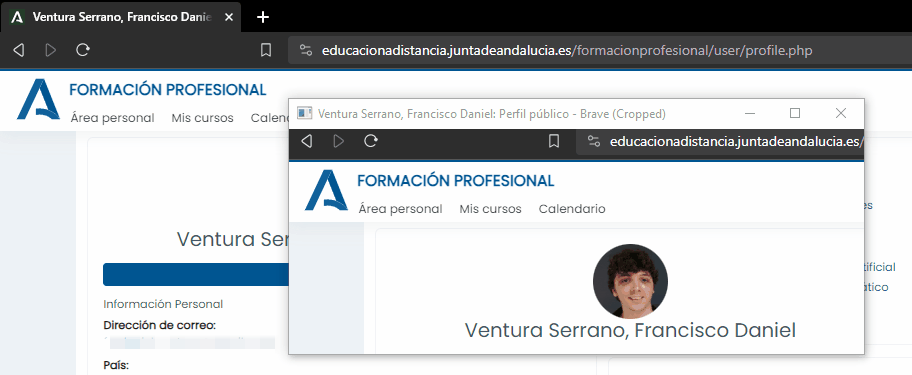 Ventura Serrano, Francisco Danie
educacionadistancia.juntadeandalucia.es/formacionprofesional/user/profile.php
FORMACIÓN PROFESIONAL
Área personal Mis cursos Calend
Ventura Ser
Información Personal
Dirección de correo:
País:
Ventura Serrano, Francisco Daniel: Perfil público - Brave (Cropped)
educacionadistancia.juntadeandalucia.es/
FORMACIÓN PROFESIONAL
Área personal Mis cursos Calendario
Ventura Serrano, Francisco Daniel
es
tificial
ático